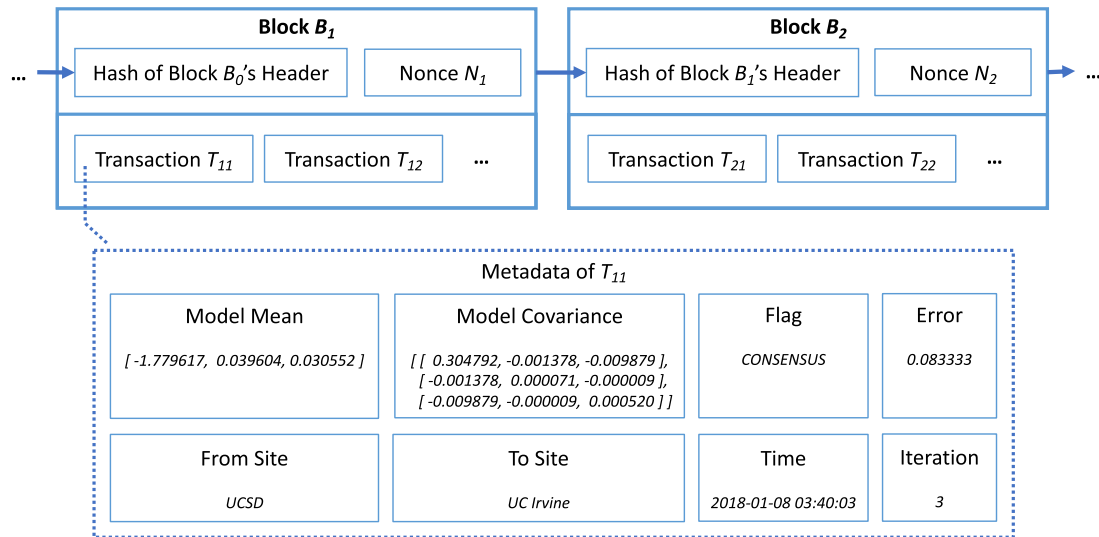 Block B1
Block B2
...
Hash of Block B0's Header
Nonce N1
Hash of Block B1's Header
Nonce N2
...
Transaction T11
Transaction T12
...
Transaction T21
Transaction T22
...
Metadata of T11
Model Mean
Model Covariance
Flag
Error
[ -1.779617, 0.039604, 0.030552 ]
[ [ 0.304792, -0.001378, -0.009879 ],
[ -0.001378, 0.000071, -0.000009 ],
[ -0.009879, -0.000009, 0.000520 ] ]
CONSENSUS
0.083333
From Site
To Site
Time
Iteration
UCSD
UC Irvine
2018-01-08 03:40:03
3